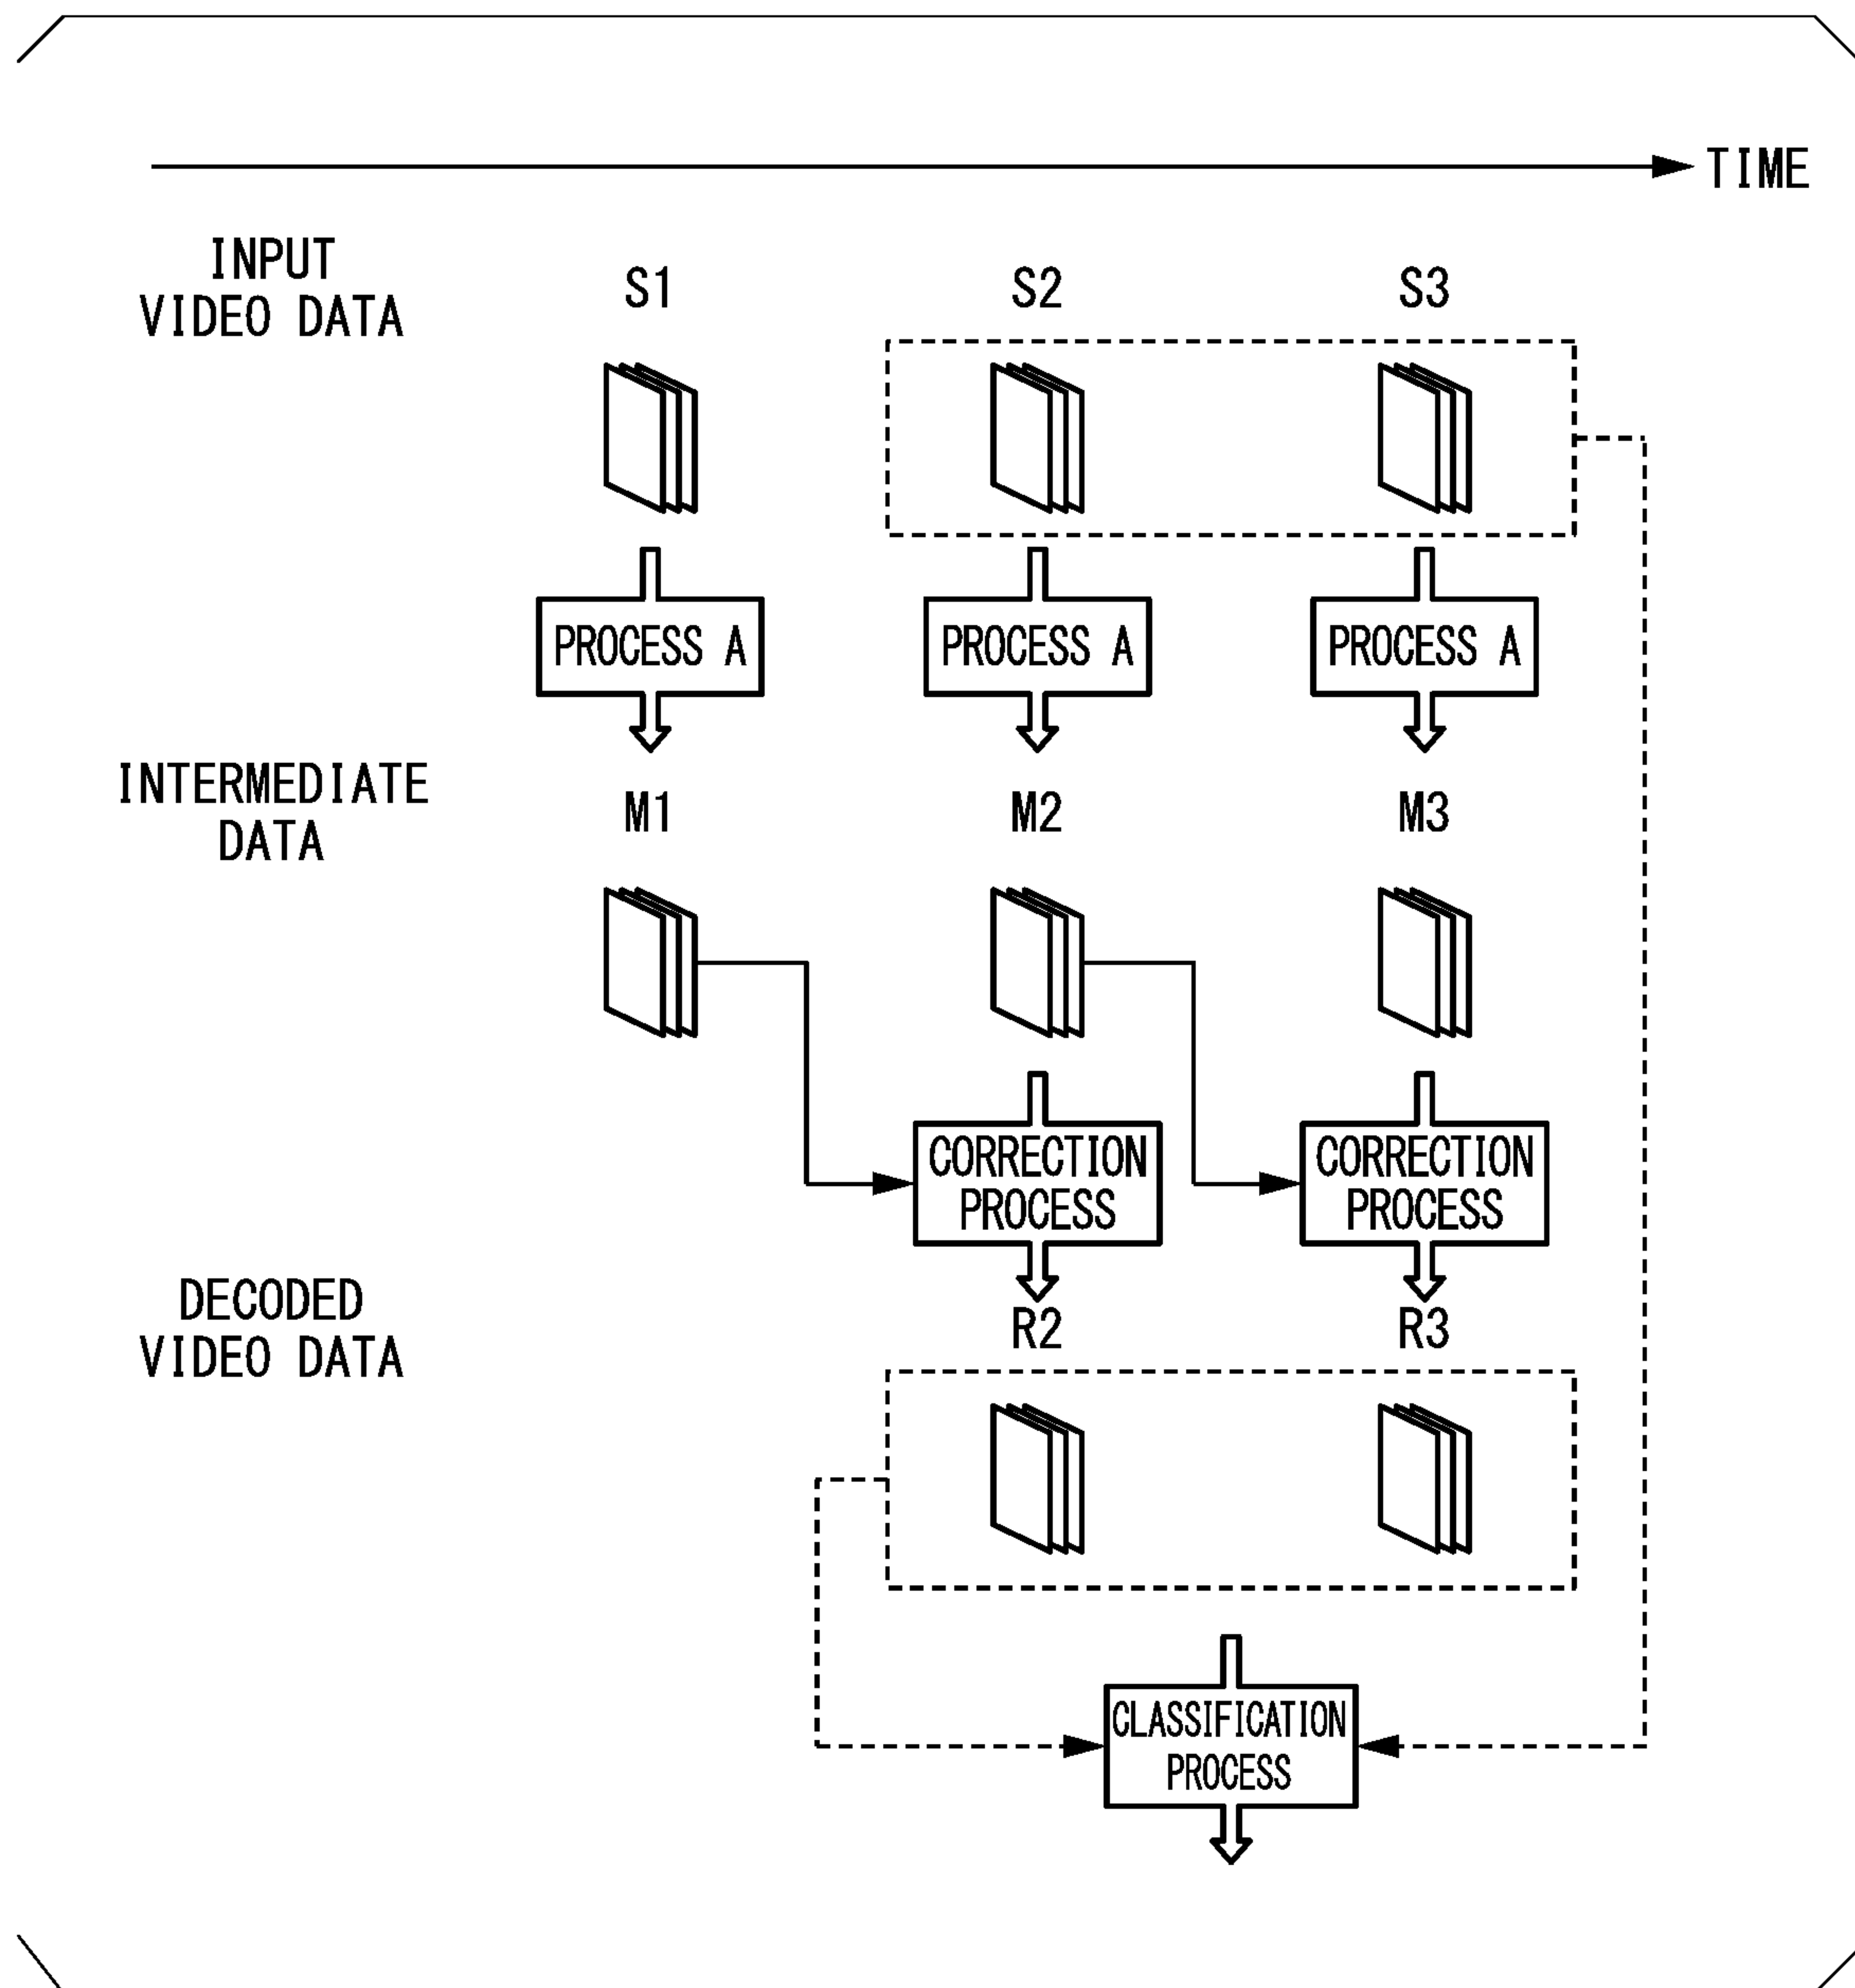 TIME
INPUT
VIDEO DATA
S1
S2
S3
PROCESS A
PROCESS A
PROCESS A
INTERMEDIATE
DATA
M1
M2
M3
CORRECTION
PROCESS
CORRECTION
PROCESS
DECODED
VIDEO DATA
R2
R3
CLASSIFICATION
PROCESS